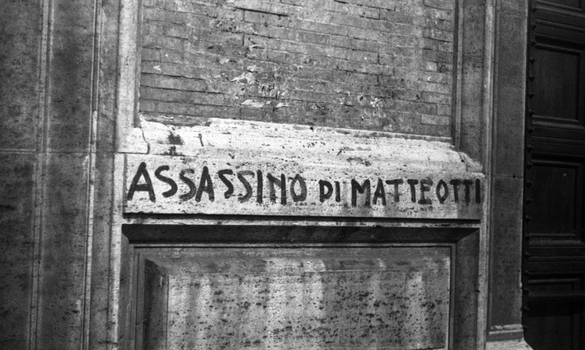 ASSASSINO DI MATTEOTTI